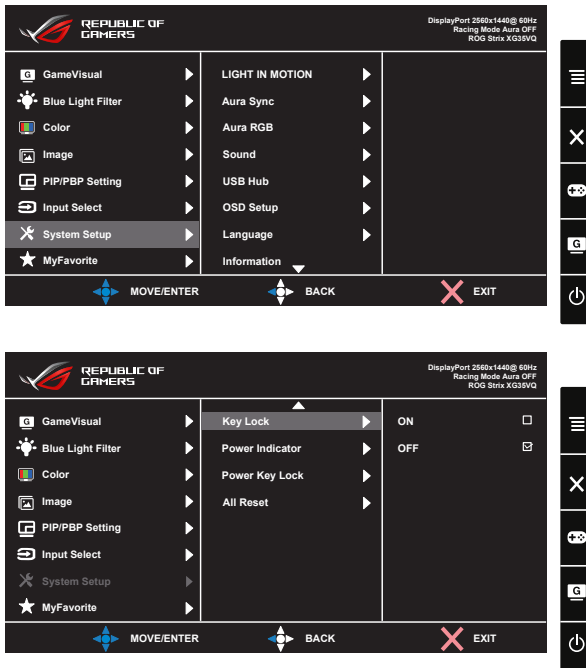 REPUBLIC OF
GAMERS
DisplayPort 2560x1440@ 60Hz
Racing Mode Aura OFF
ROG Strix XG35VQ
G GameVisual
Blue Light Filter
Color
Image
PIP/PBP Setting
Input Select
System Setup
MyFavorite
LIGHT IN MOTION
Aura Sync
Aura RGB
Sound
USB Hub
OSD Setup
Language
Information
MOVE/ENTER
BACK
EXIT
G
REPUBLIC OF
GAMERS
DisplayPort 2560x1440@ 60Hz
Racing Mode Aura OFF
ROG Strix XG35VQ
G GameVisual
Blue Light Filter
Color
Image
PIP/PBP Setting
Input Select
System Setup
MyFavorite
Key Lock
Power Indicator
Power Key Lock
All Reset
ON
OFF
MOVE/ENTER
BACK
EXIT
G